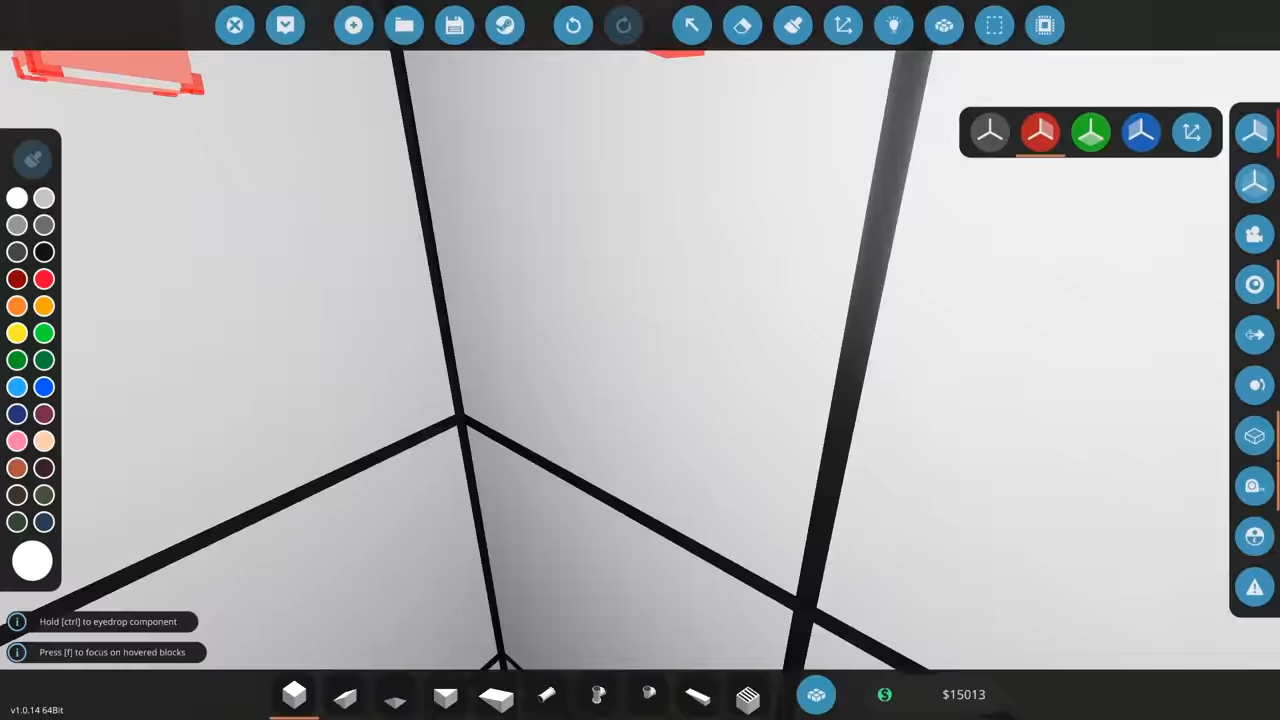 Hold [ctrl] to eyedrop component
Press [f] to focus on hovered blocks
v1.0.14 64Bit
$15013